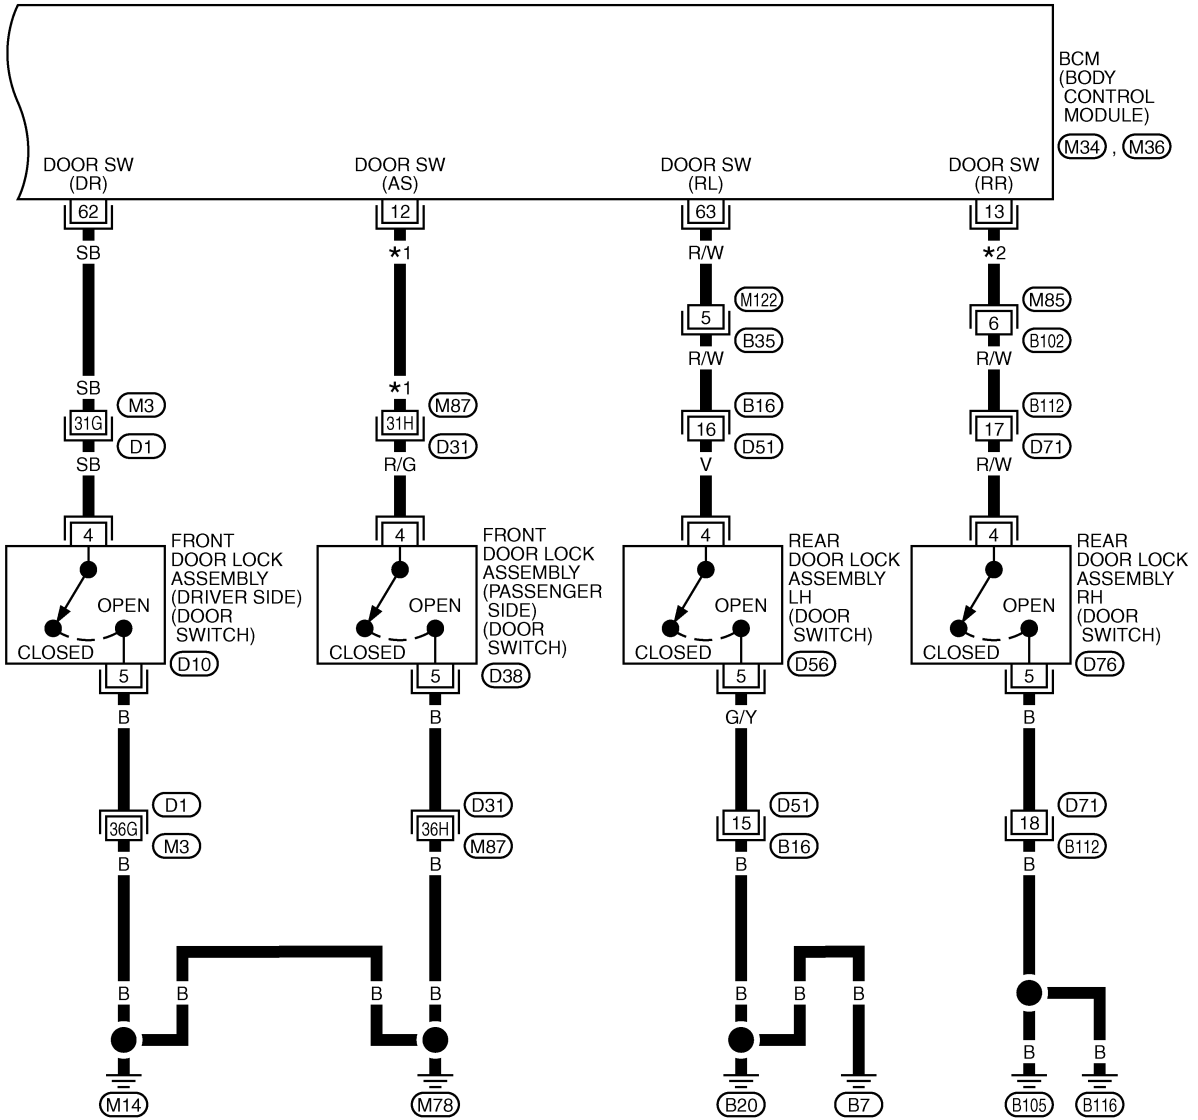 BCM
(BODY
CONTROL
MODULE)
M34 , M36
DOOR SW
(DR)
DOOR SW
(AS)
DOOR SW
(RL)
DOOR SW
(RR)
62
12
63
13
SB
*1
R/W
*2
M122
M85
5
6
B35
B102
R/W
R/W
SB
*1
M3
M87
B16
B112
31G
31H
16
17
D1
D31
D51
D71
SB
R/G
V
R/W
4
4
4
4
FRONT
DOOR LOCK
ASSEMBLY
(DRIVER SIDE)
(DOOR
SWITCH)
D10
FRONT
DOOR LOCK
ASSEMBLY
(PASSENGER
SIDE)
(DOOR
SWITCH)
D38
REAR
DOOR LOCK
ASSEMBLY
LH
(DOOR
SWITCH)
D56
REAR
DOOR LOCK
ASSEMBLY
RH
(DOOR
SWITCH)
D76
OPEN
OPEN
OPEN
OPEN
CLOSED
CLOSED
CLOSED
CLOSED
5
5
5
5
B
B
G/Y
B
D1
D31
D51
D71
36G
36H
15
18
M3
M87
B16
B112
B
B
B
B
B
B
B
B
B
B
B
B
B
M14
M78
B20
B7
B105
B116